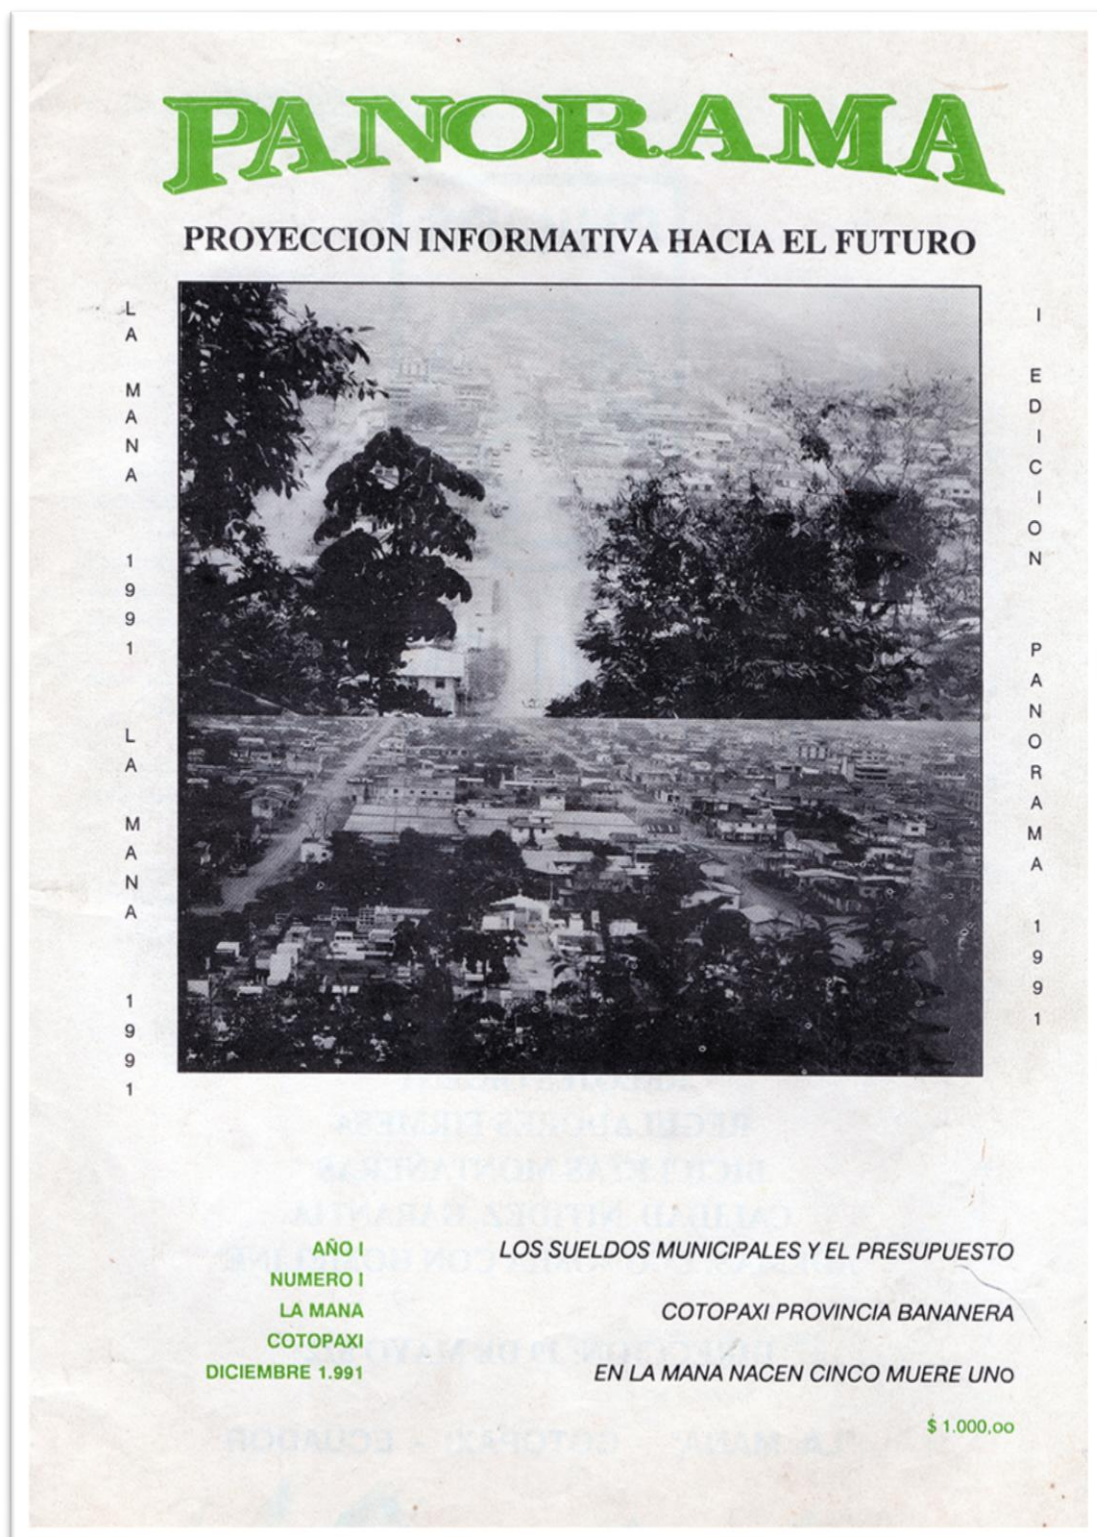 PANORAMA
PROYECCION INFORMATIVA HACIA EL FUTURO
LA MANA 1991 LA MANA 1991
I EDICION PANORAMA 1991
AÑO I
NUMERO I
LA MANA
COTOPAXI
DICIEMBRE 1.991
LOS SUELDOS MUNICIPALES Y EL PRESUPUESTO
COTOPAXI PROVINCIA BANANERA
EN LA MANA NACEN CINCO MUERE UNO
$ 1.000,oo